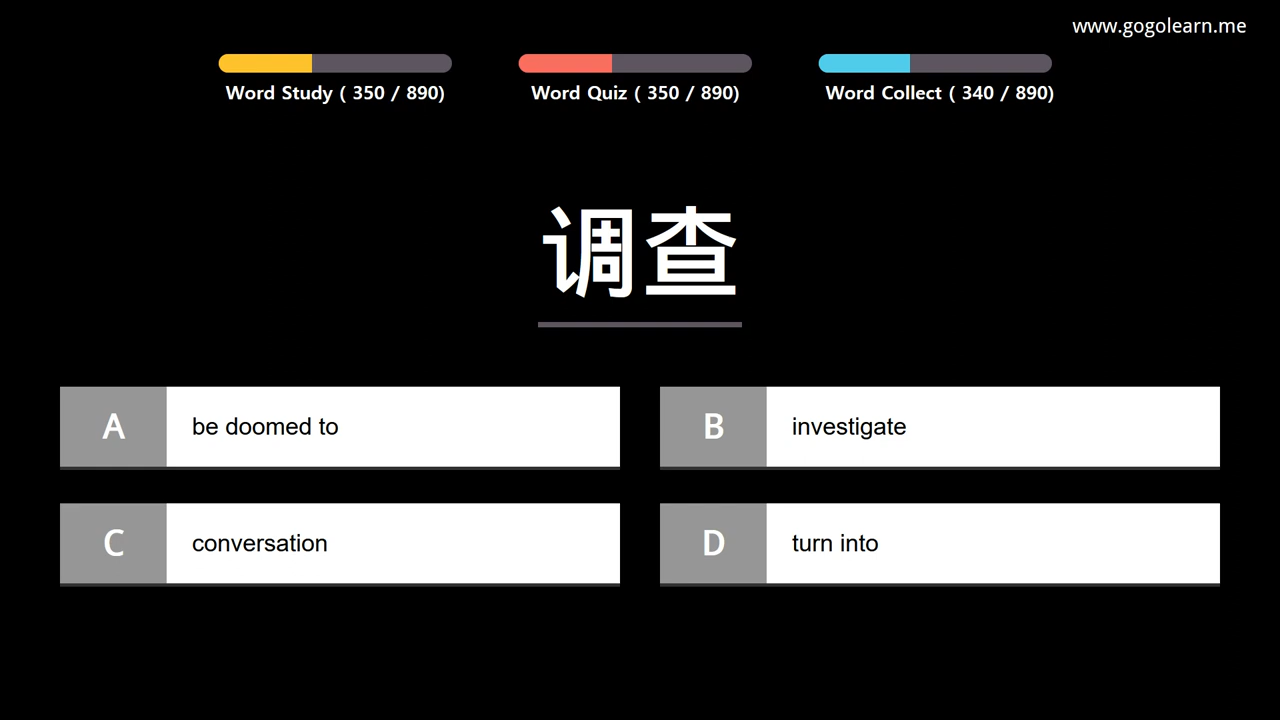 www.gogolearn.me
Word Study ( 350 / 890)
Word Quiz ( 350 / 890)
Word Collect ( 340 / 890)
调查
A be doomed to
B investigate
C conversation
D turn into